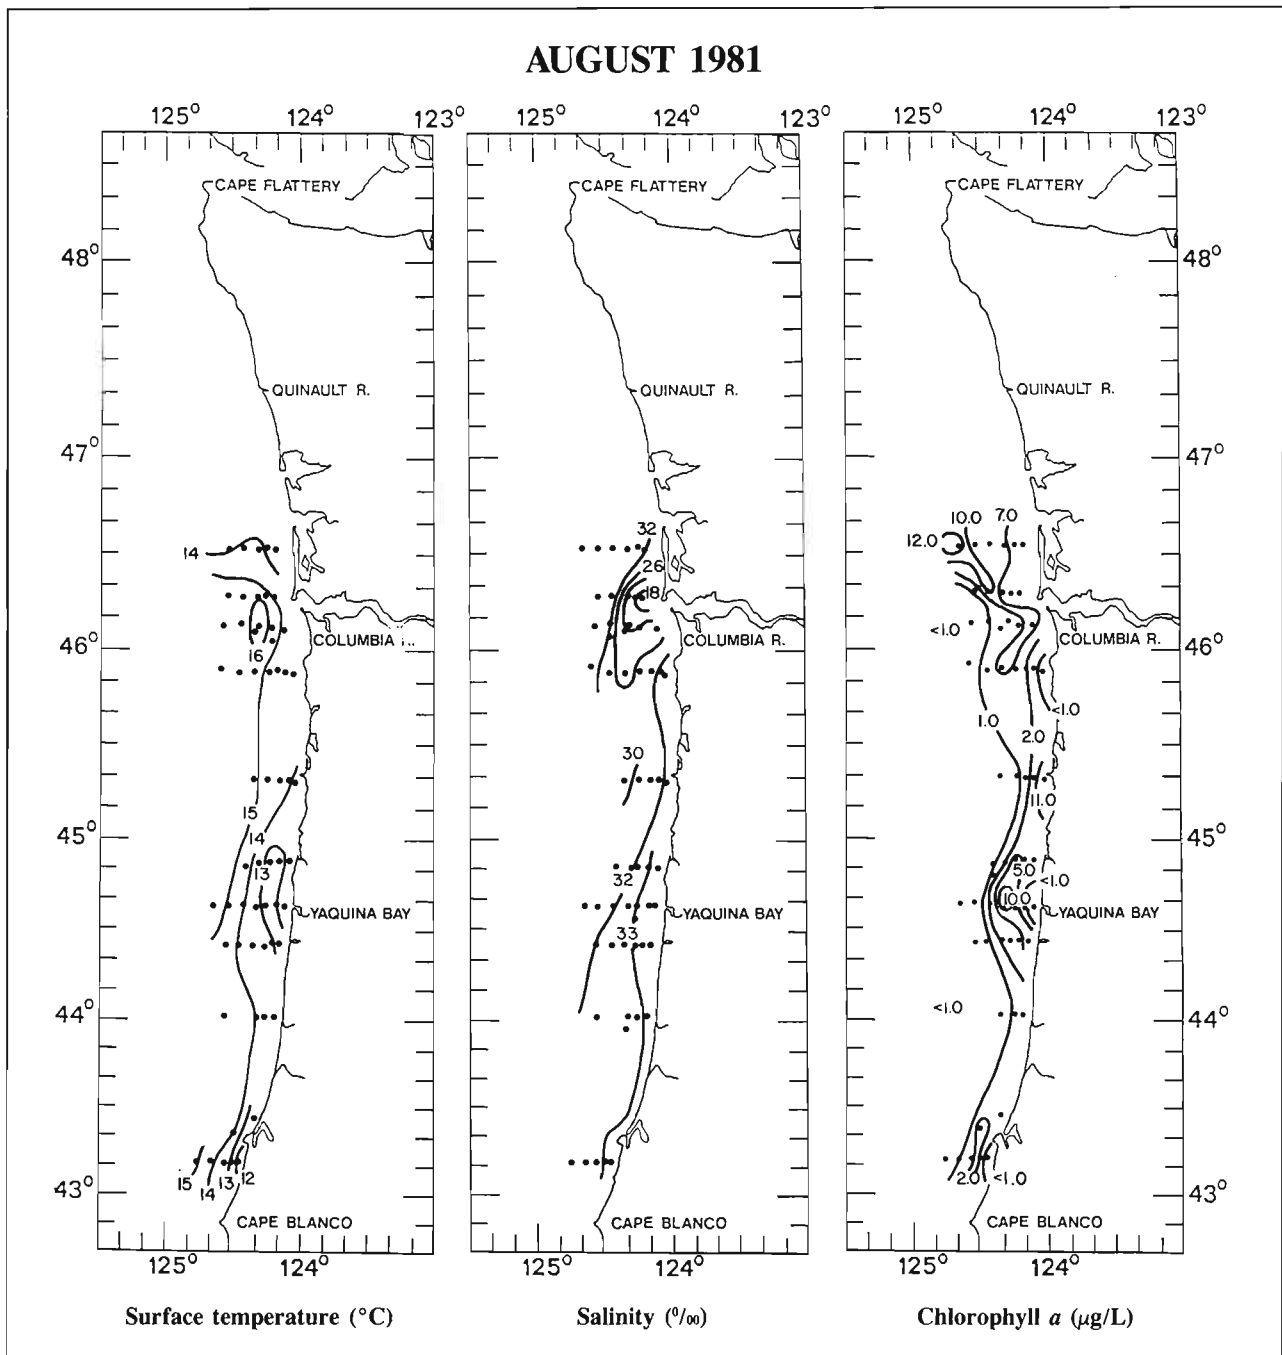 AUGUST 1981
125° 124° 123° 125° 124° 123° 125° 124° 123°
CAPE FLATTERY CAPE FLATTERY CAPE FLATTERY
48° 48°
QUINAULT R. QUINAULT R. QUINAULT R.
47° 47°
14 32 12.0 10.0 7.0
26
18
COLUMBIA COLUMBIA R. COLUMBIA R.
46° <1.0 46°
16
1.0 2.0 <1.0
30
15 11.0
45° 14 45°
13 32 5.0 <1.0
10.0
YAQUINA BAY YAQUINA BAY YAQUINA BAY
33
44° <1.0 44°
15 14 13 12 2.0 <1.0
43° 43°
CAPE BLANCO CAPE BLANCO CAPE BLANCO
125° 124° 125° 124° 125° 124°
Surface temperature (°C) Salinity (⁰/₀₀) Chlorophyll a (μg/L)